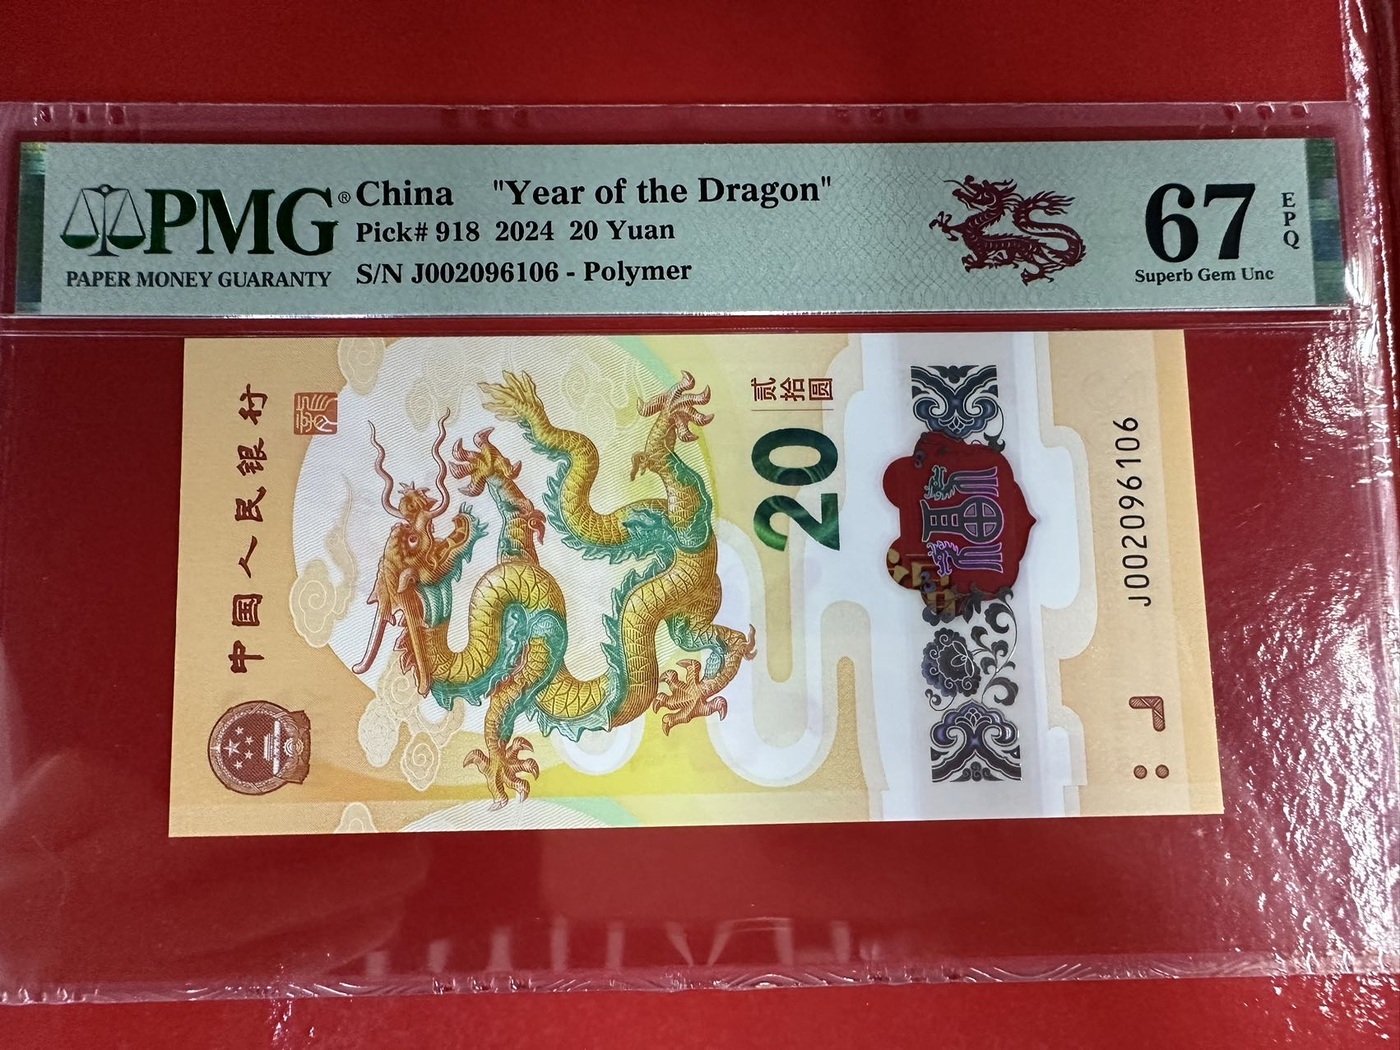 PMG®
PAPER MONEY GUARANTY
China "Year of the Dragon"
Pick# 918 2024 20 Yuan
S/N J002096106 - Polymer
67
EPQ
Superb Gem Unc
中国人民银行
贰拾圆
20
福
J002096106